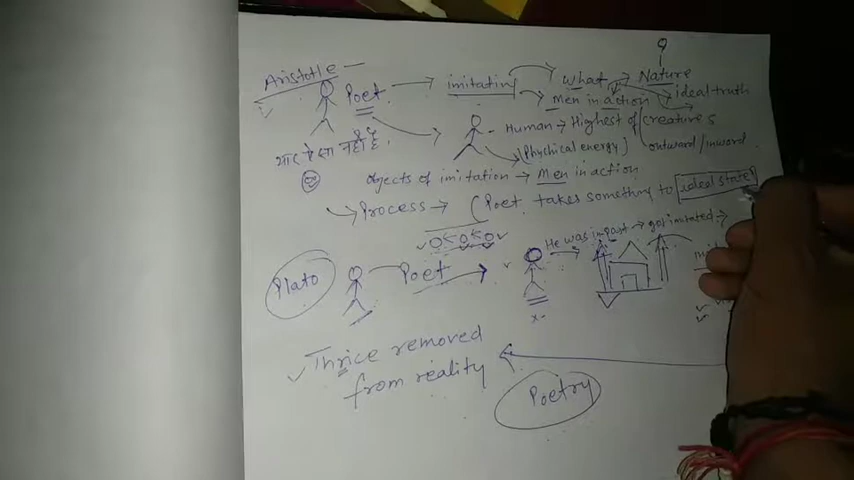 Aristotle —
Poet → imitating → what → Nature
Men in action ideal truth
Human → Highest of creatures
[Phychical energy] outward/inward
नहीं है.
objects of imitation → Men in action
→ Process → (Poet takes something to ideal state
He was in past → got imitated →
Plato Poet
✓ Thrice removed
from reality
Poetry